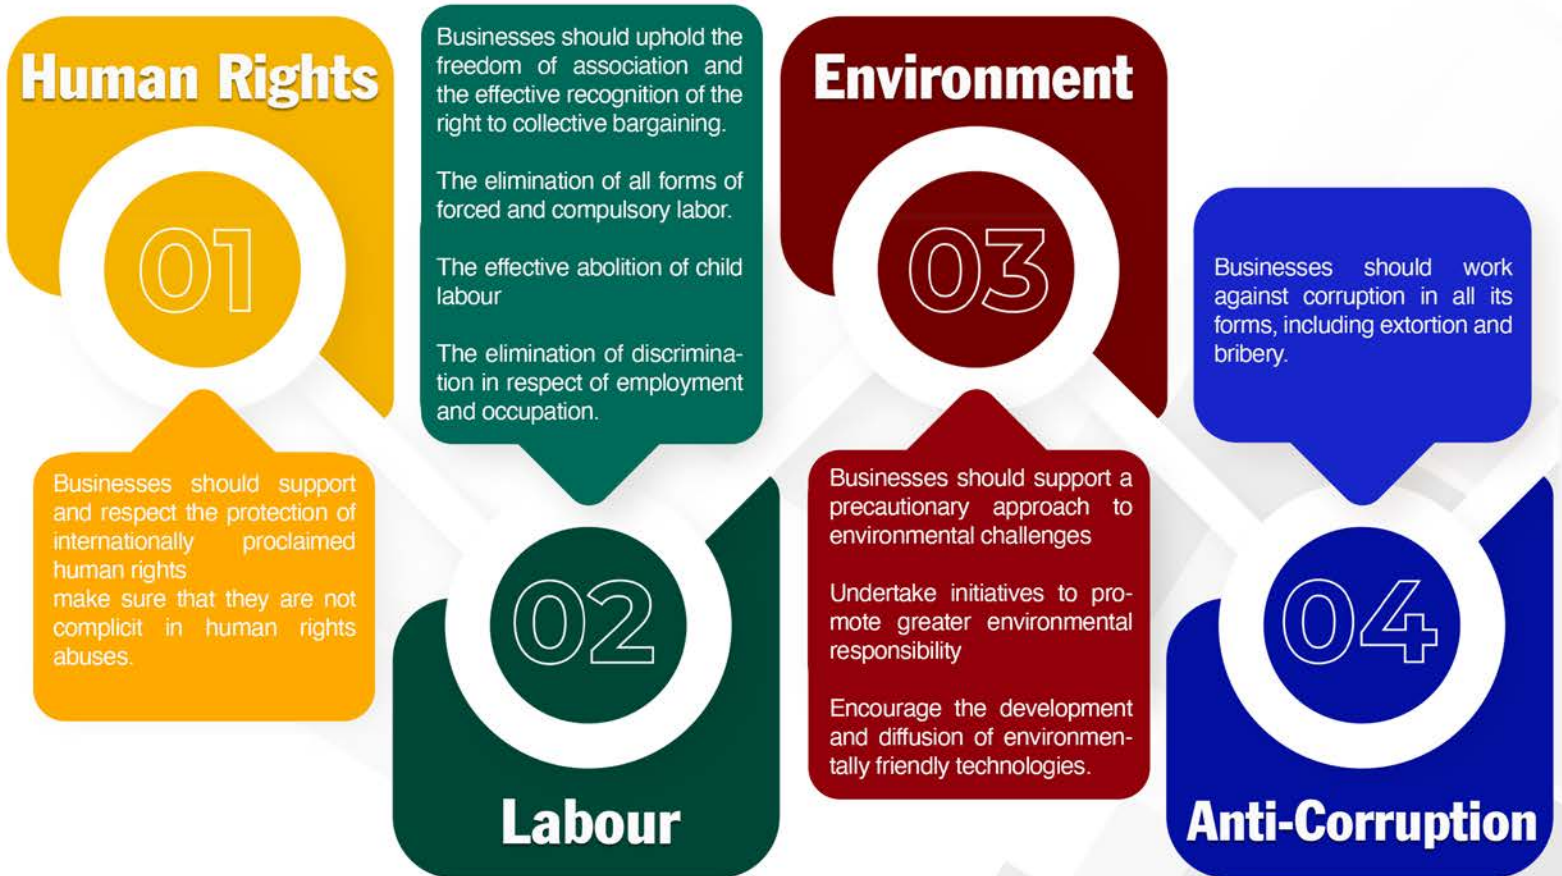 Human Rights
01
Businesses should support
and respect the protection of
internationally proclaimed
human rights
make sure that they are not
complicit in human rights
abuses.
Businesses should uphold the
freedom of association and
the effective recognition of the
right to collective bargaining.
The elimination of all forms of
forced and compulsory labor.
The effective abolition of child
labour
The elimination of discrimina-
tion in respect of employment
and occupation.
02
Labour
Environment
03
Businesses should support a
precautionary approach to
environmental challenges
Undertake initiatives to pro-
mote greater environmental
responsibility
Encourage the development
and diffusion of environmen-
tally friendly technologies.
Businesses should work
against corruption in all its
forms, including extortion and
bribery.
04
Anti-Corruption